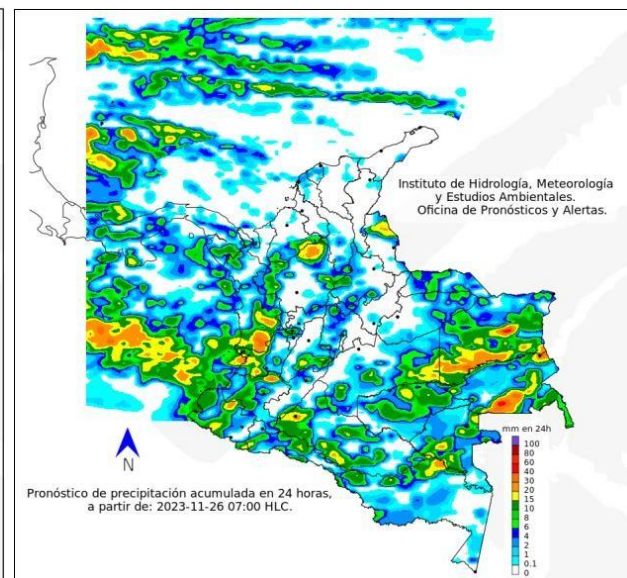 Instituto de Hidrología, Meteorología
y Estudios Ambientales.
Oficina de Pronósticos y Alertas.
mm en 24h
100
80
60
40
30
20
15
10
8
6
4
2
1
0.1
0
N
Pronóstico de precipitación acumulada en 24 horas,
a partir de: 2023-11-26 07:00 HLC.